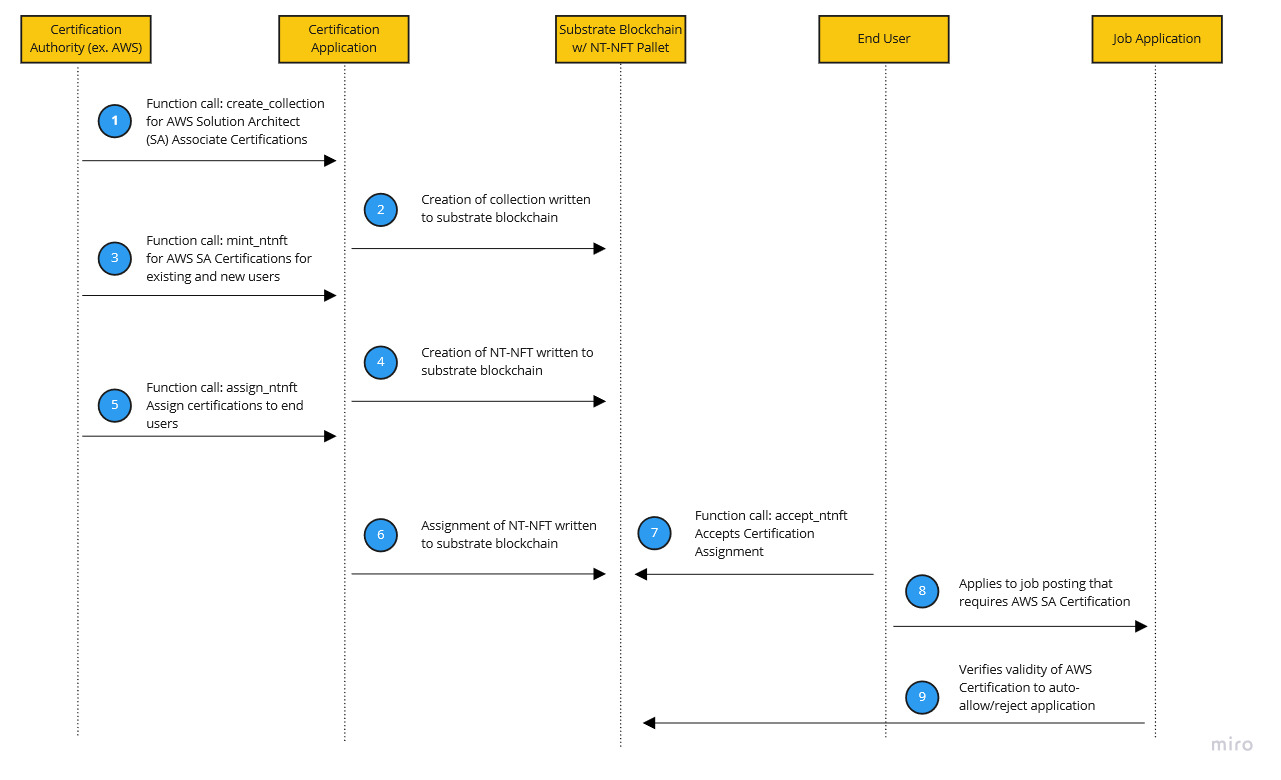 Certification
Authority (ex. AWS)
Certification
Application
Substrate Blockchain
w/ NT-NFT Pallet
End User
Job Application
1
Function call: create_collection
for AWS Solution Architect
(SA) Associate Certifications
2
Creation of collection written
to substrate blockchain
3
Function call: mint_ntnft
for AWS SA Certifications for
existing and new users
4
Creation of NT-NFT written to
substrate blockchain
5
Function call: assign_ntnft
Assign certifications to end
users
6
Assignment of NT-NFT written
to substrate blockchain
7
Function call: accept_ntnft
Accepts Certification
Assignment
8
Applies to job posting that
requires AWS SA Certification
9
Verifies validity of AWS
Certification to auto-
allow/reject application
miro